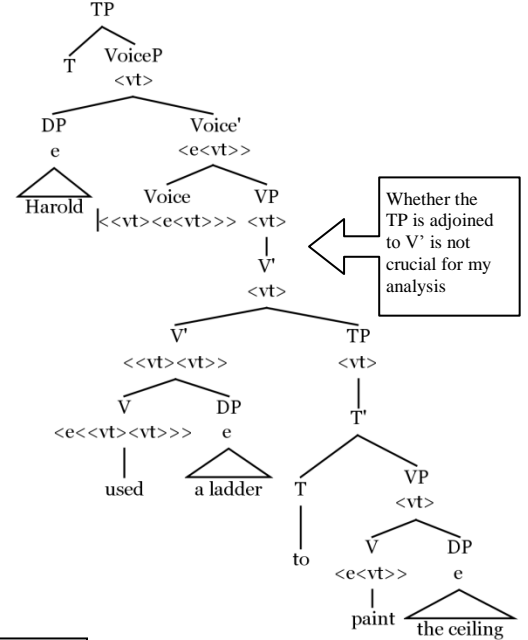 TP
T VoiceP
<vt>
DP Voice'
e <e<vt>>
Harold Voice VP
<<vt><e<vt>>> <vt>
Whether the
TP is adjoined
to V’ is not
crucial for my
analysis
V'
<vt>
V' TP
<<vt><vt>> <vt>
V DP T'
<e<<vt><vt>>> e
used a ladder T VP
<vt>
to V DP
<e<vt>> e
paint the ceiling